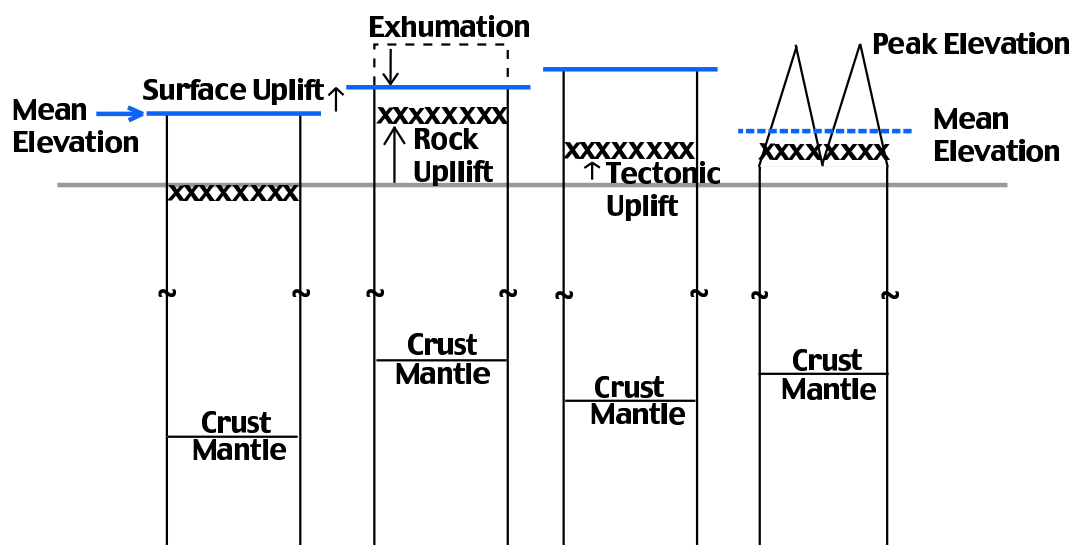 Exhumation
Peak Elevation
Surface Uplift
Mean
Elevation
Mean
Elevation
XXXXXXXX
Rock
Upllift
XXXXXXXX
Tectonic
Uplift
XXXXXXXX
XXXXXXXX
Crust
Mantle
Crust
Mantle
Crust
Mantle
Crust
Mantle